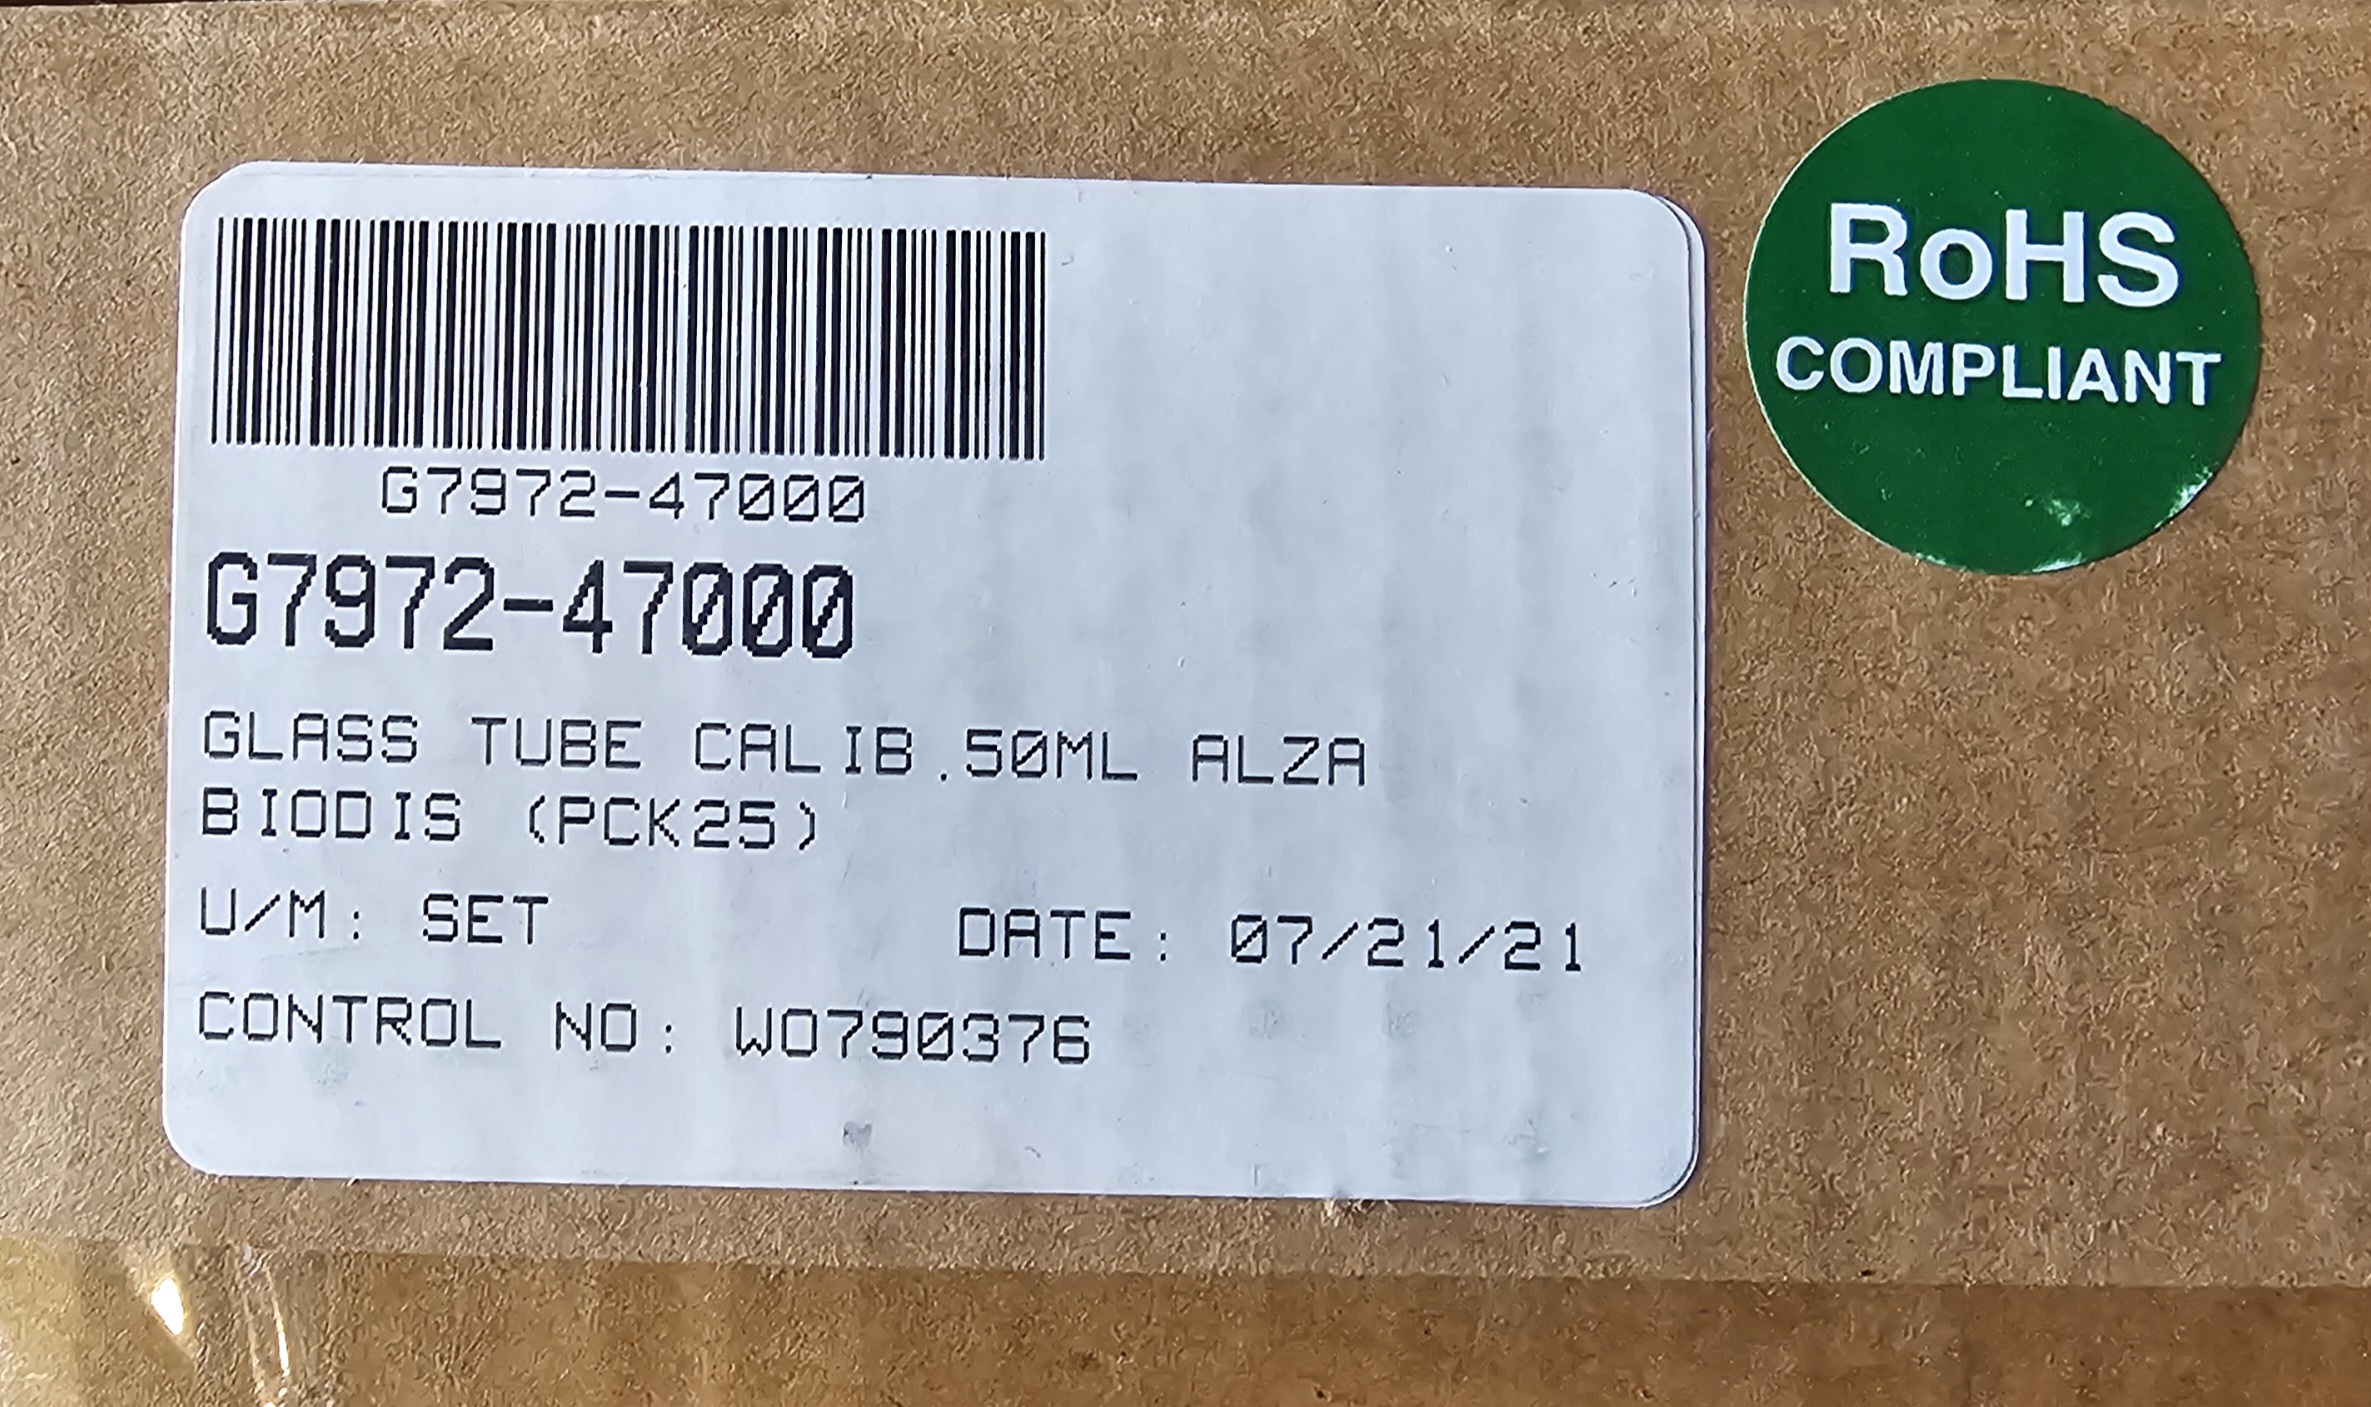 G7972-47000
G7972-47000
GLASS TUBE CALIB.50ML ALZA
BIODIS (PCK25)
U/M: SET DATE: 07/21/21
CONTROL NO: WO790376
RoHS
COMPLIANT